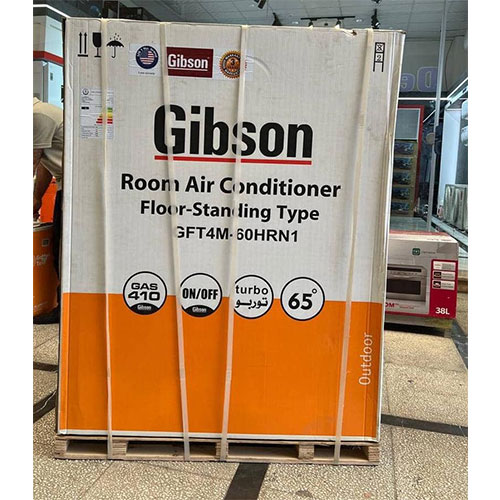 Gibson
Gibson
Room Air Conditioner
Floor-Standing Type
GFT4M-60HRN1
GAS
410
Gibson
ON/OFF
Gibson
turbo
توربو
65°
Outdoor
38L